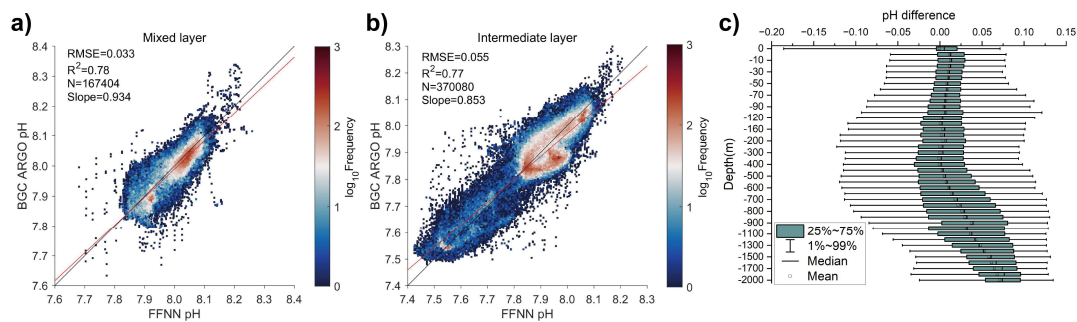 a)
Mixed layer
RMSE=0.033
R²=0.78
N=167404
Slope=0.934
8.4
8.3
8.2
8.1
8.0
7.9
7.8
7.7
7.6
BGC ARGO pH
7.6 7.7 7.8 7.9 8.0 8.1 8.2 8.3 8.4
FFNN pH
3
2
1
0
log₁₀Frequency
b)
Intermediate layer
RMSE=0.055
R²=0.77
N=370080
Slope=0.853
8.3
8.2
8.1
8.0
7.9
7.8
7.7
7.6
7.5
7.4
BGC ARGO pH
7.4 7.5 7.6 7.7 7.8 7.9 8.0 8.1 8.2 8.3
FFNN pH
3
2
1
0
log₁₀Frequency
c)
pH difference
-0.20 -0.15 -0.10 -0.05 0.00 0.05 0.10 0.15
0
-10
-30
-50
-70
-90
-120
-160
-200
-300
-400
-500
-600
-700
-800
-900
-1100
-1300
-1500
-1700
-2000
Depth(m)
25%~75%
1%~99%
Median
Mean